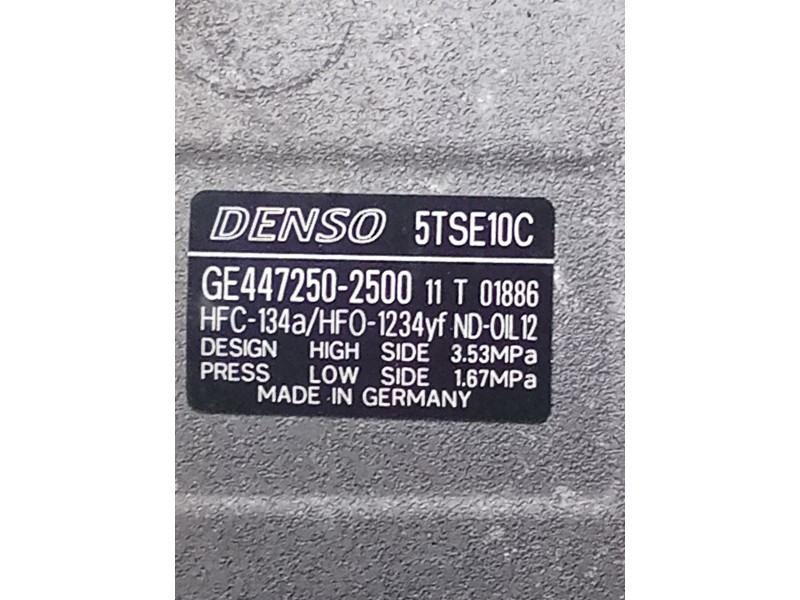 DENSO 5TSE10C
GE447250-2500 11 T 01886
HFC-134a/HFO-1234yf ND-OIL12
DESIGN HIGH SIDE 3.53MPa
PRESS LOW SIDE 1.67MPa
MADE IN GERMANY